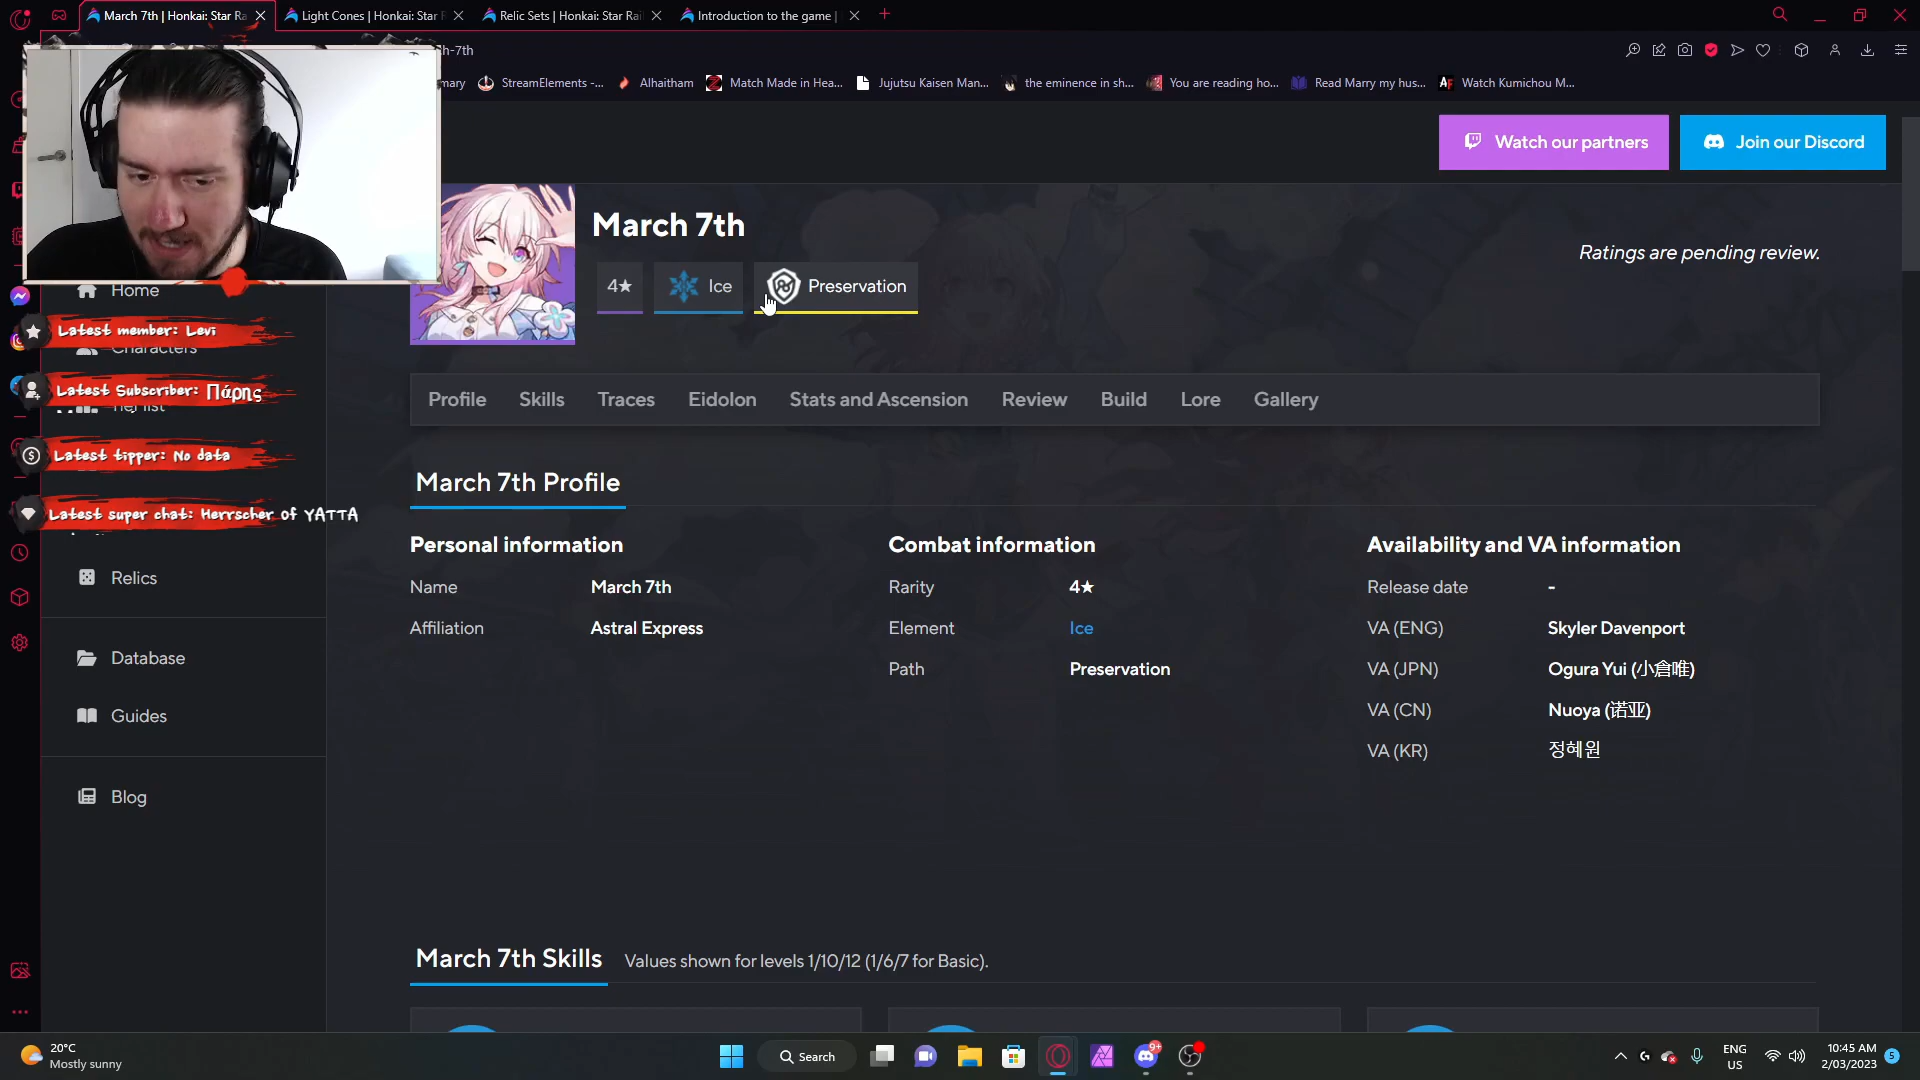 March 7th | Honkai: Star Ra
Light Cones | Honkai: Star R
Relic Sets | Honkai: Star Rai
Introduction to the game |
h-7th
mary
StreamElements -...
Alhaitham
Match Made in Hea...
Jujutsu Kaisen Man...
the eminence in sh...
You are reading ho...
Read Marry my hus...
Watch Kumichou M...
Watch our partners
Join our Discord
March 7th
4★
Ice
Preservation
Ratings are pending review.
Home
Latest member: Levi
Characters
Latest Subscriber: Πάρης
Tier list
Latest tipper: No data
Latest super chat: Herrscher of YATTA
Relics
Database
Guides
Blog
Profile
Skills
Traces
Eidolon
Stats and Ascension
Review
Build
Lore
Gallery
March 7th Profile
Personal information
Name March 7th
Affiliation Astral Express
Combat information
Rarity 4★
Element Ice
Path Preservation
Availability and VA information
Release date -
VA (ENG) Skyler Davenport
VA (JPN) Ogura Yui (小倉唯)
VA (CN) Nuoya (诺亚)
VA (KR) 정혜원
March 7th Skills Values shown for levels 1/10/12 (1/6/7 for Basic).
20°C
Mostly sunny
Search
9+
ENG
US
10:45 AM
2/03/2023
5